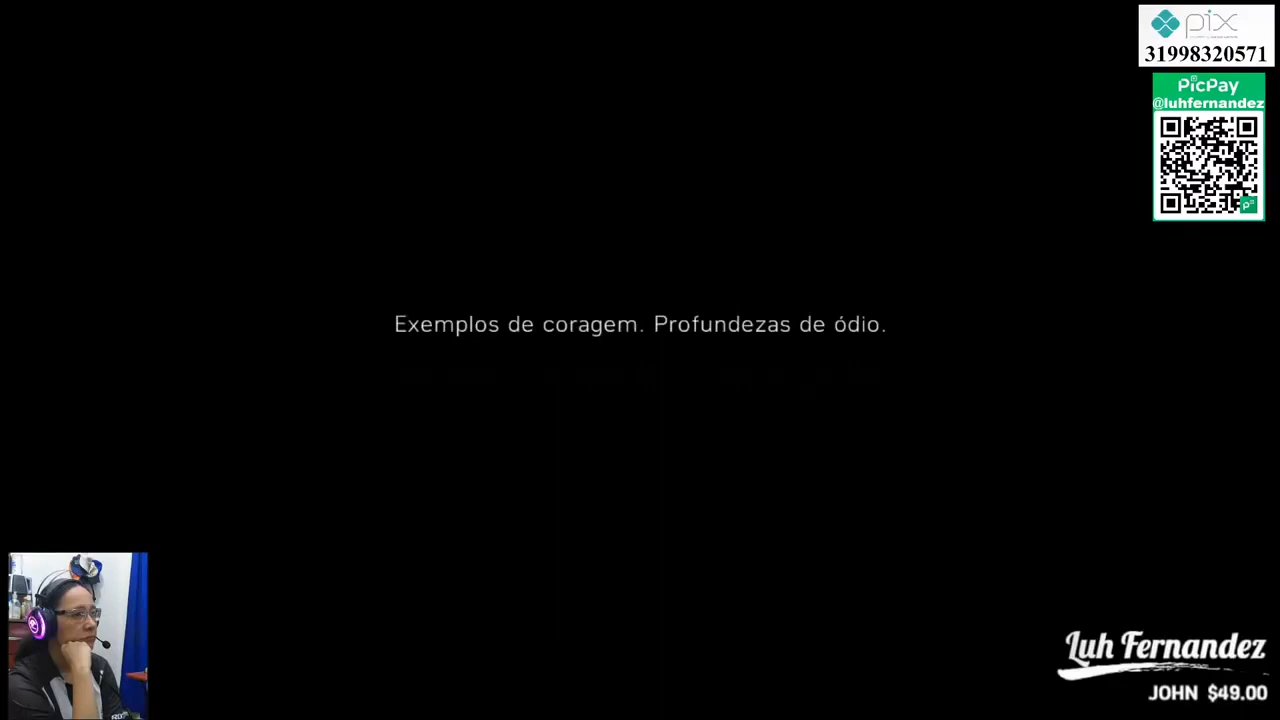 pix
31998320571
PicPay
@luhfernandez
Exemplos de coragem. Profundezas de ódio.
Luh Fernandez
JOHN $49.00